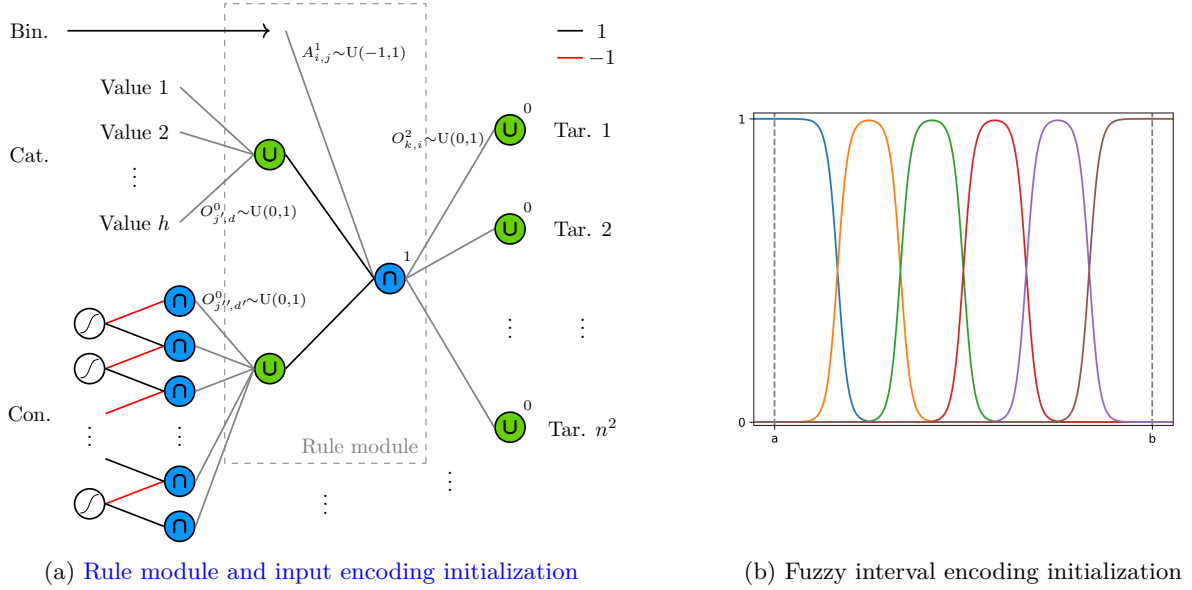 Bin.
1
−1
A^1_{i,j}∼U(−1,1)
Value 1
Value 2
⋮
Value h
Cat.
O^0_{j',d}∼U(0,1)
∪
O^2_{k,i}∼U(0,1)
∪ 0
Tar. 1
∪ 0
Tar. 2
∩ 1
⋮ ⋮
∪ 0
Tar. n^2
O^0_{j'',d'}∼U(0,1)
∩
∩
∩
∪
Con.
⋮ ⋮
∩
∩
Rule module
⋮ ⋮
1
0
a b
(a) Rule module and input encoding initialization
(b) Fuzzy interval encoding initialization